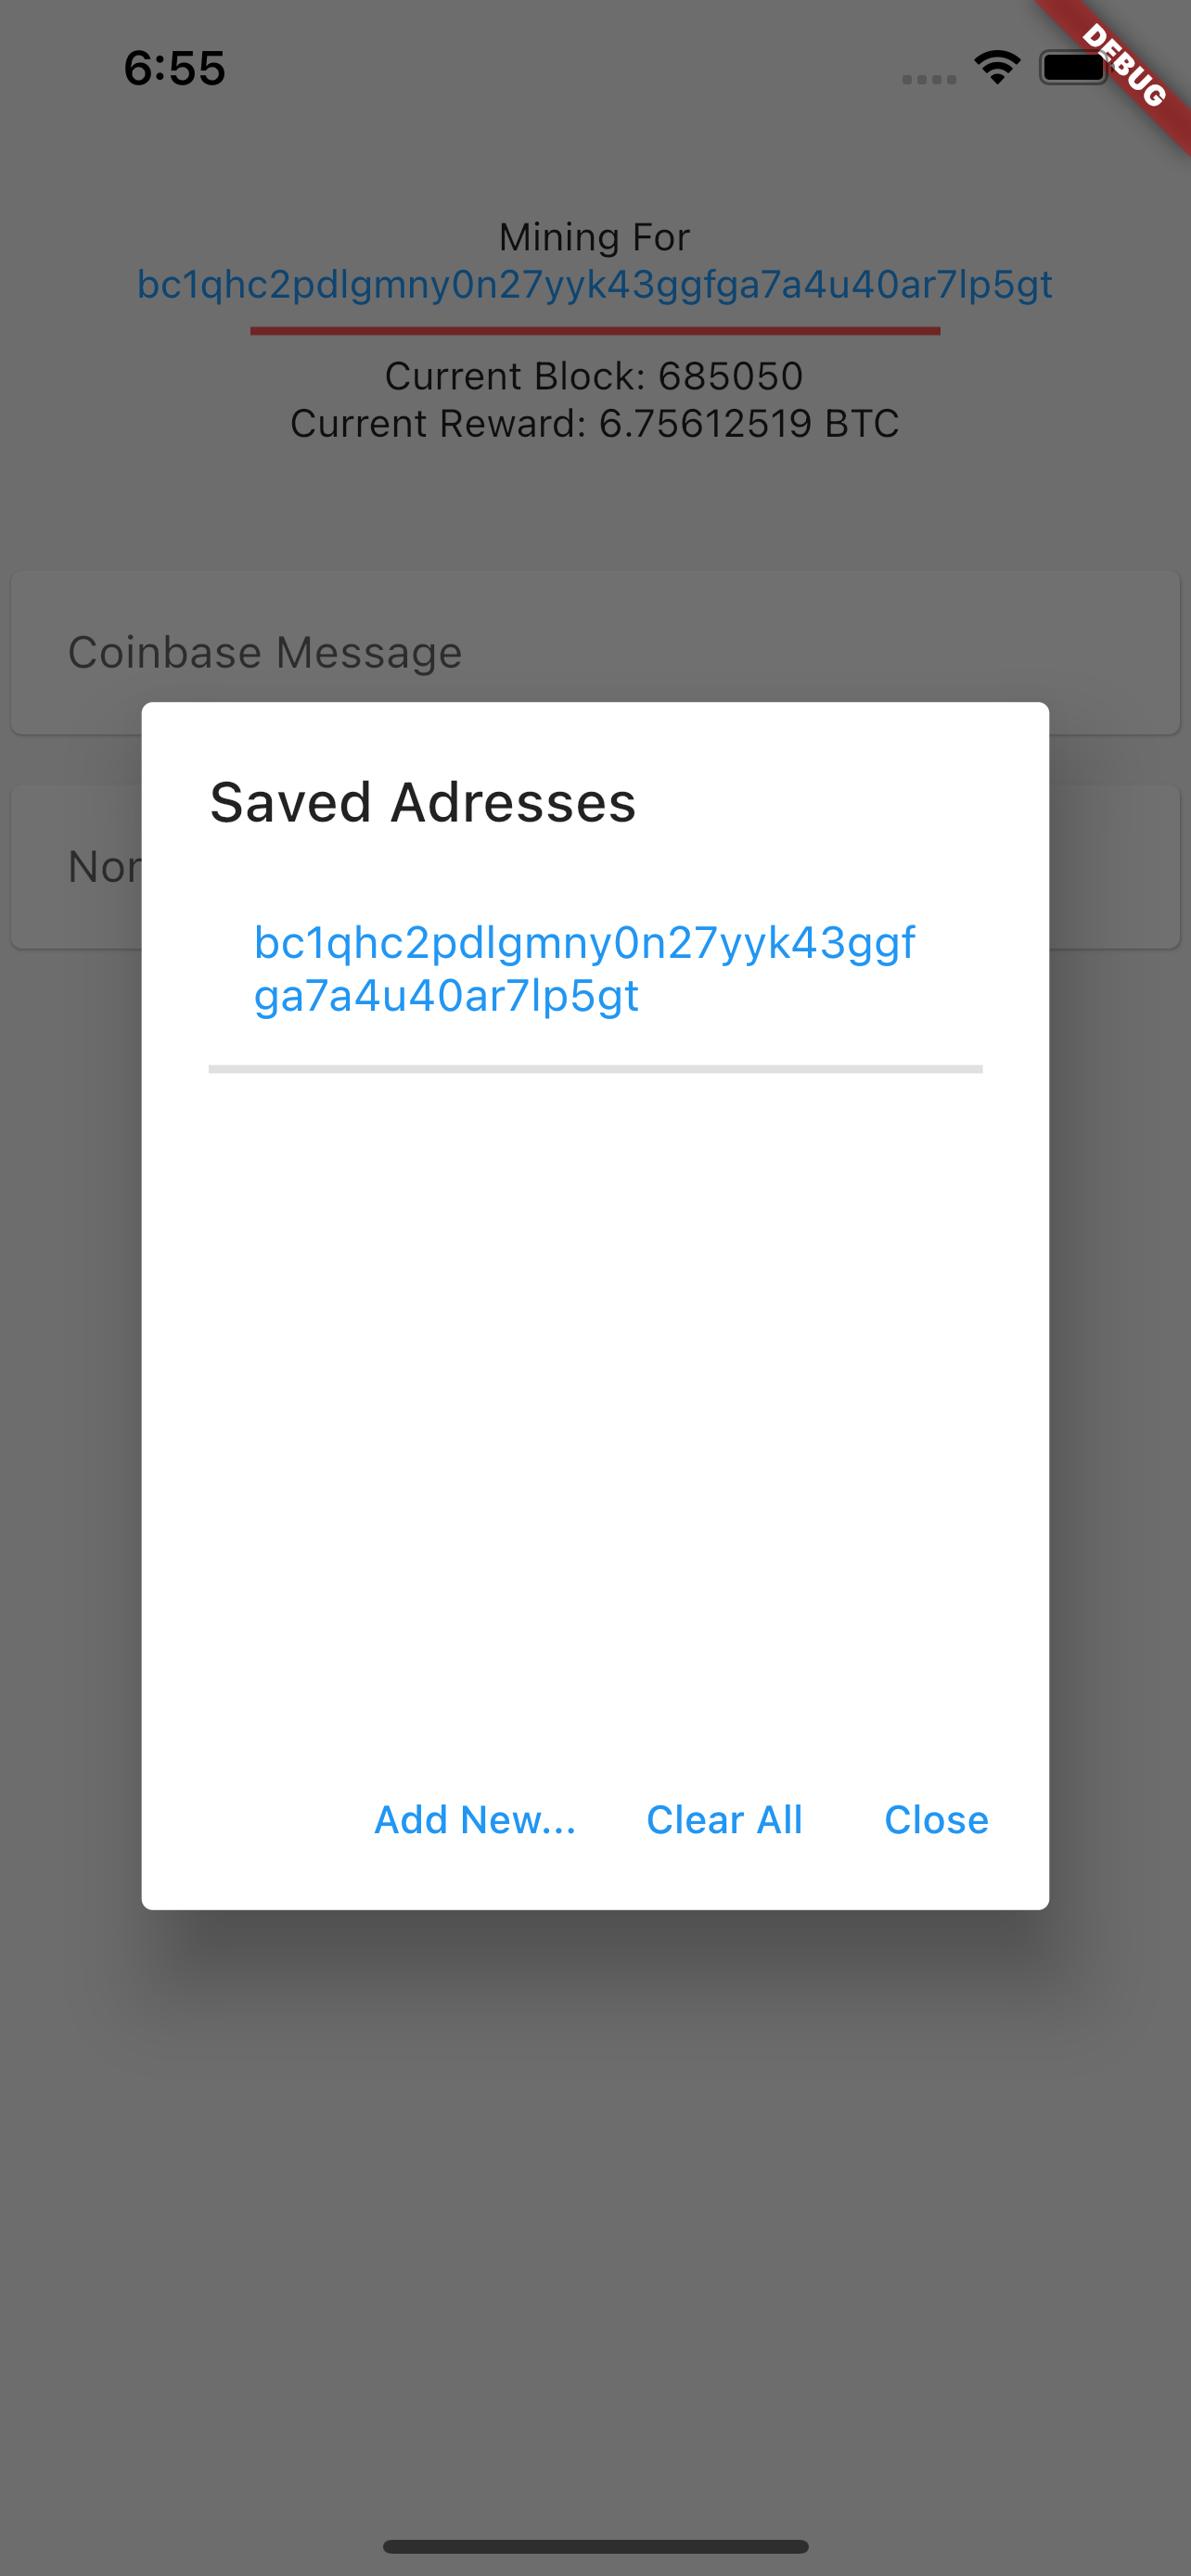 6:55
DEBUG
Mining For
bc1qhc2pdlgmny0n27yyk43ggfga7a4u40ar7lp5gt
Current Block: 685050
Current Reward: 6.75612519 BTC
Coinbase Message
Saved Adresses
bc1qhc2pdlgmny0n27yyk43ggf
ga7a4u40ar7lp5gt
Add New...
Clear All
Close